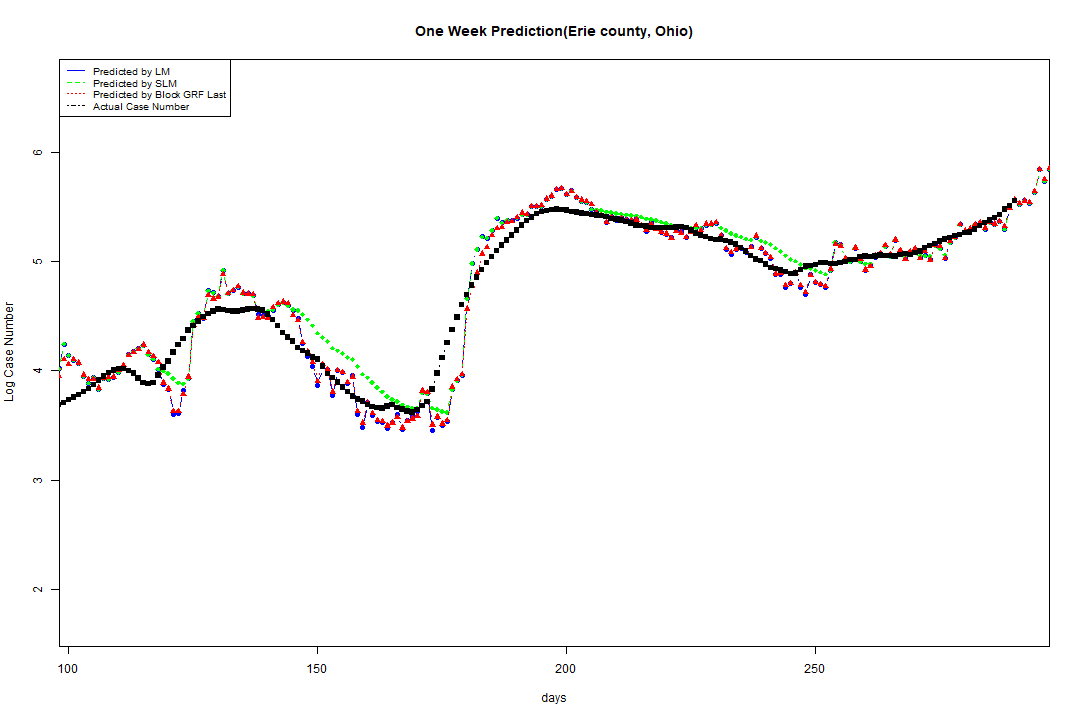 One Week Prediction(Erie county, Ohio)
Predicted by LM
Predicted by SLM
Predicted by Block GRF Last
Actual Case Number
6
5
4
3
2
Log Case Number
100
150
200
250
days